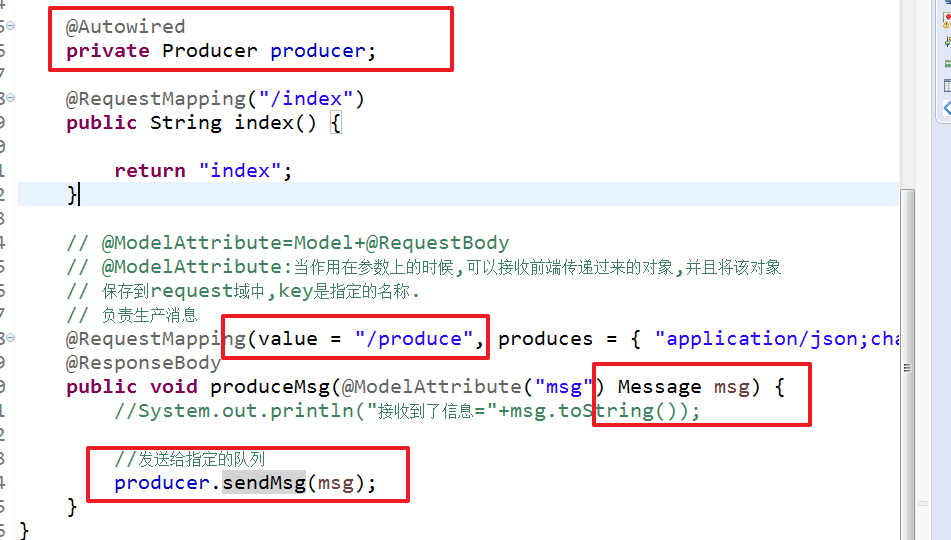 @Autowired
private Producer producer;
@RequestMapping("/index")
public String index() {
return "index";
}
// @ModelAttribute=Model+@RequestBody
// @ModelAttribute:当作用在参数上的时候,可以接收前端传递过来的对象,并且将该对象
// 保存到request域中,key是指定的名称.
// 负责生产消息
@RequestMapping(value = "/produce", produces = { "application/json;cha
@ResponseBody
public void produceMsg(@ModelAttribute("msg") Message msg) {
//System.out.println("接收到了信息="+msg.toString());
//发送给指定的队列
producer.sendMsg(msg);
}
}